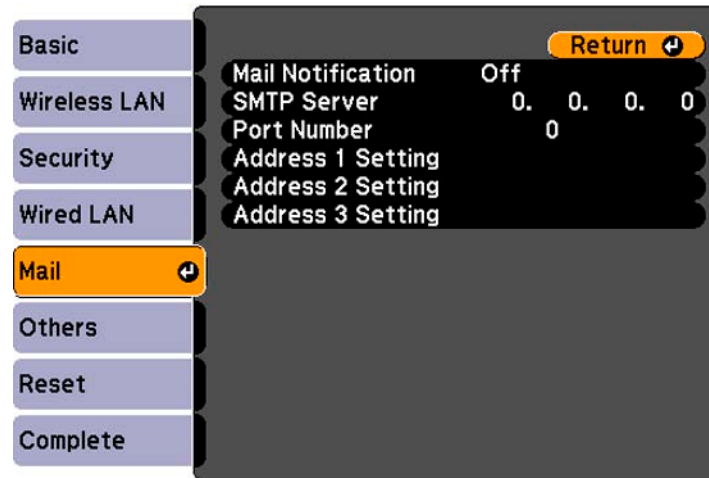 Basic
Wireless LAN
Security
Wired LAN
Mail
Others
Reset
Complete
Return
Mail Notification Off
SMTP Server 0. 0. 0. 0
Port Number 0
Address 1 Setting
Address 2 Setting
Address 3 Setting